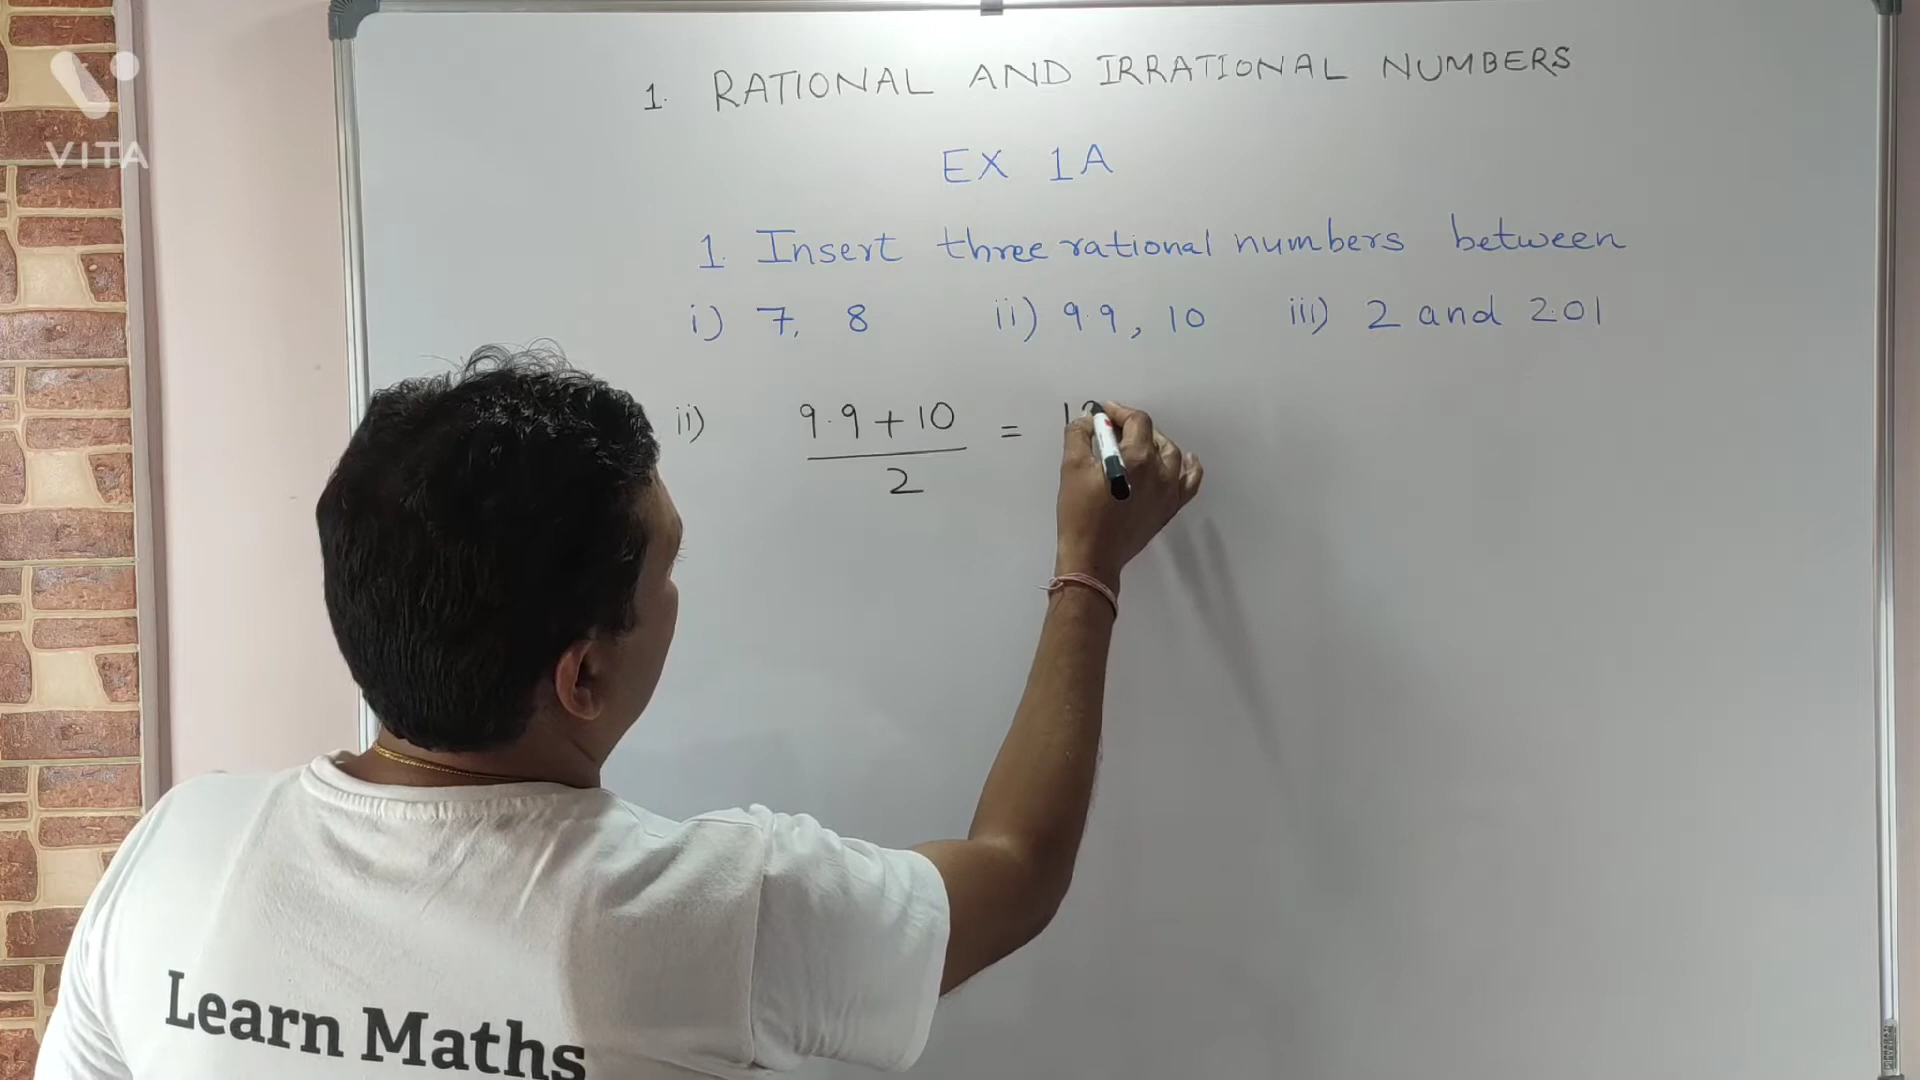 VITA
1. RATIONAL AND IRRATIONAL NUMBERS
EX 1A
1. Insert three rational numbers between
i) 7, 8 ii) 9.9, 10 iii) 2 and 2.01
ii) 9.9+10 =
2
Learn Maths